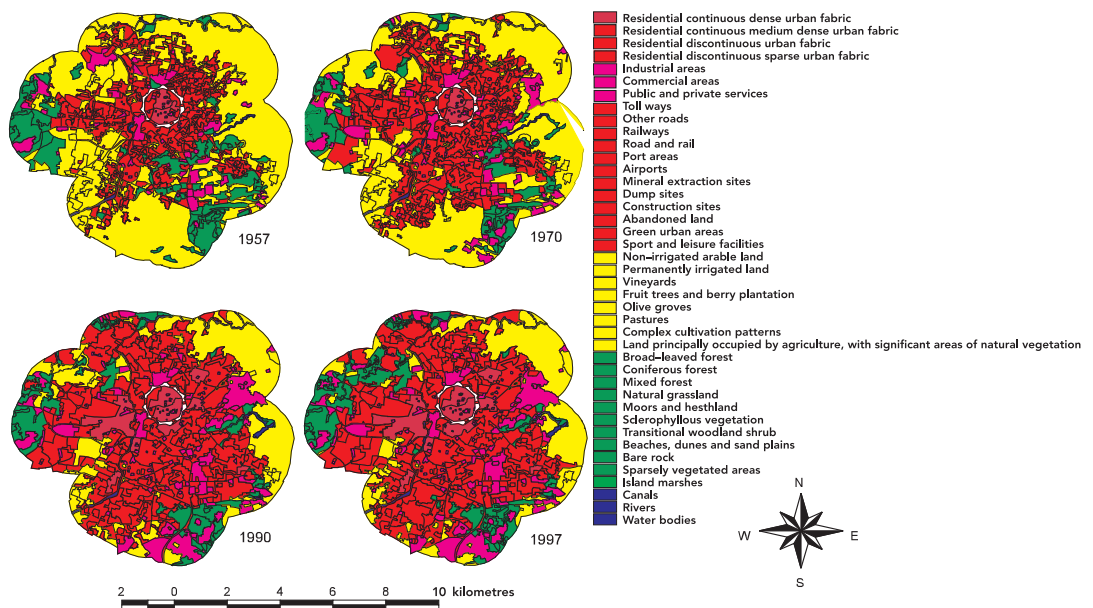 1957
1970
1990
1997
2 0 2 4 6 8 10 kilometres
Residential continuous dense urban fabric
Residential continuous medium dense urban fabric
Residential discontinuous urban fabric
Residential discontinuous sparse urban fabric
Industrial areas
Commercial areas
Public and private services
Toll ways
Other roads
Railways
Road and rail
Port areas
Airports
Mineral extraction sites
Dump sites
Construction sites
Abandoned land
Green urban areas
Sport and leisure facilities
Non–irrigated arable land
Permanently irrigated land
Vineyards
Fruit trees and berry plantation
Olive groves
Pastures
Complex cultivation patterns
Land principally occupied by agriculture, with significant areas of natural vegetation
Broad–leaved forest
Coniferous forest
Mixed forest
Natural grassland
Moors and hesthland
Sclerophyllous vegetation
Transitional woodland shrub
Beaches, dunes and sand plains
Bare rock
Sparsely vegetated areas
Island marshes
Canals
Rivers
Water bodies
N
W E
S